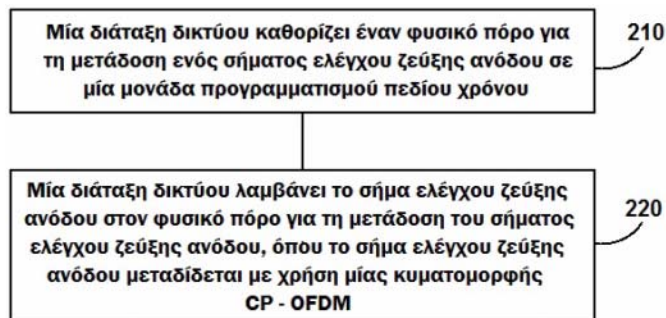 Μία διάταξη δικτύου καθορίζει έναν φυσικό πόρο για
τη μετάδοση ενός σήματος ελέγχου ζεύξης ανόδου σε
μία μονάδα προγραμματισμού πεδίου χρόνου
210
Μία διάταξη δικτύου λαμβάνει το σήμα ελέγχου ζεύξης
ανόδου στον φυσικό πόρο για τη μετάδοση του σήματος
ελέγχου ζεύξης ανόδου, όπου το σήμα ελέγχου ζεύξης
ανόδου μεταδίδεται με χρήση μίας κυματομορφής
CP - OFDM
220